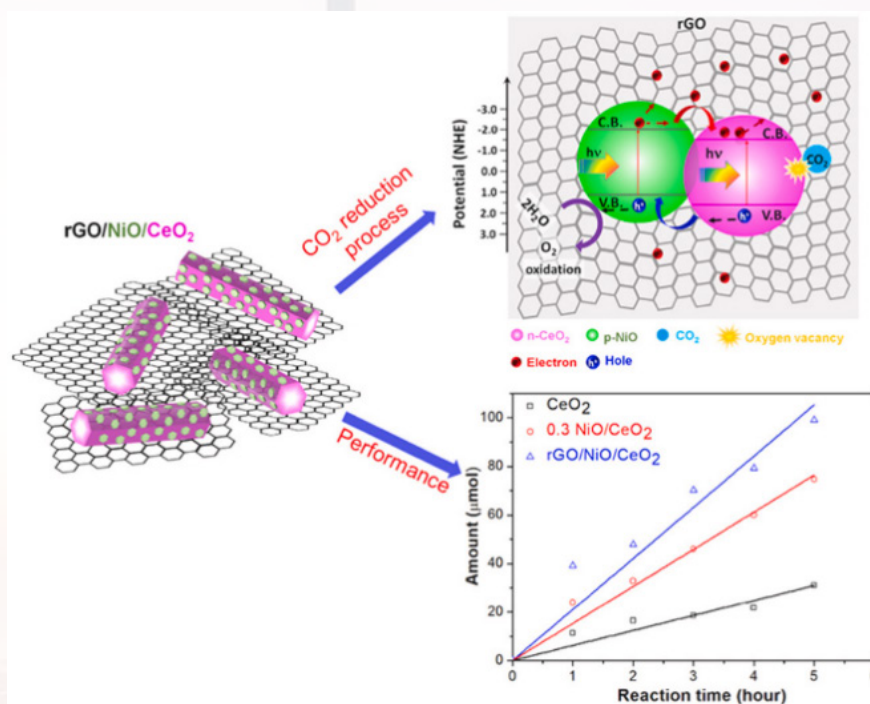 rGO/NiO/CeO2
CO2 reduction
process
Performance
rGO
Potential (NHE)
-3.0
-2.0
-1.0
0.0
1.0
2.0
3.0
C.B.
C.B.
hν
hν
CO2
V.B.
V.B.
h+
h+
2H2O
O2
oxidation
n-CeO2 p-NiO CO2 Oxygen vacancy
Electron h+ Hole
CeO2
0.3 NiO/CeO2
rGO/NiO/CeO2
Amount (μmol)
100
80
60
40
20
0
0 1 2 3 4 5
Reaction time (hour)